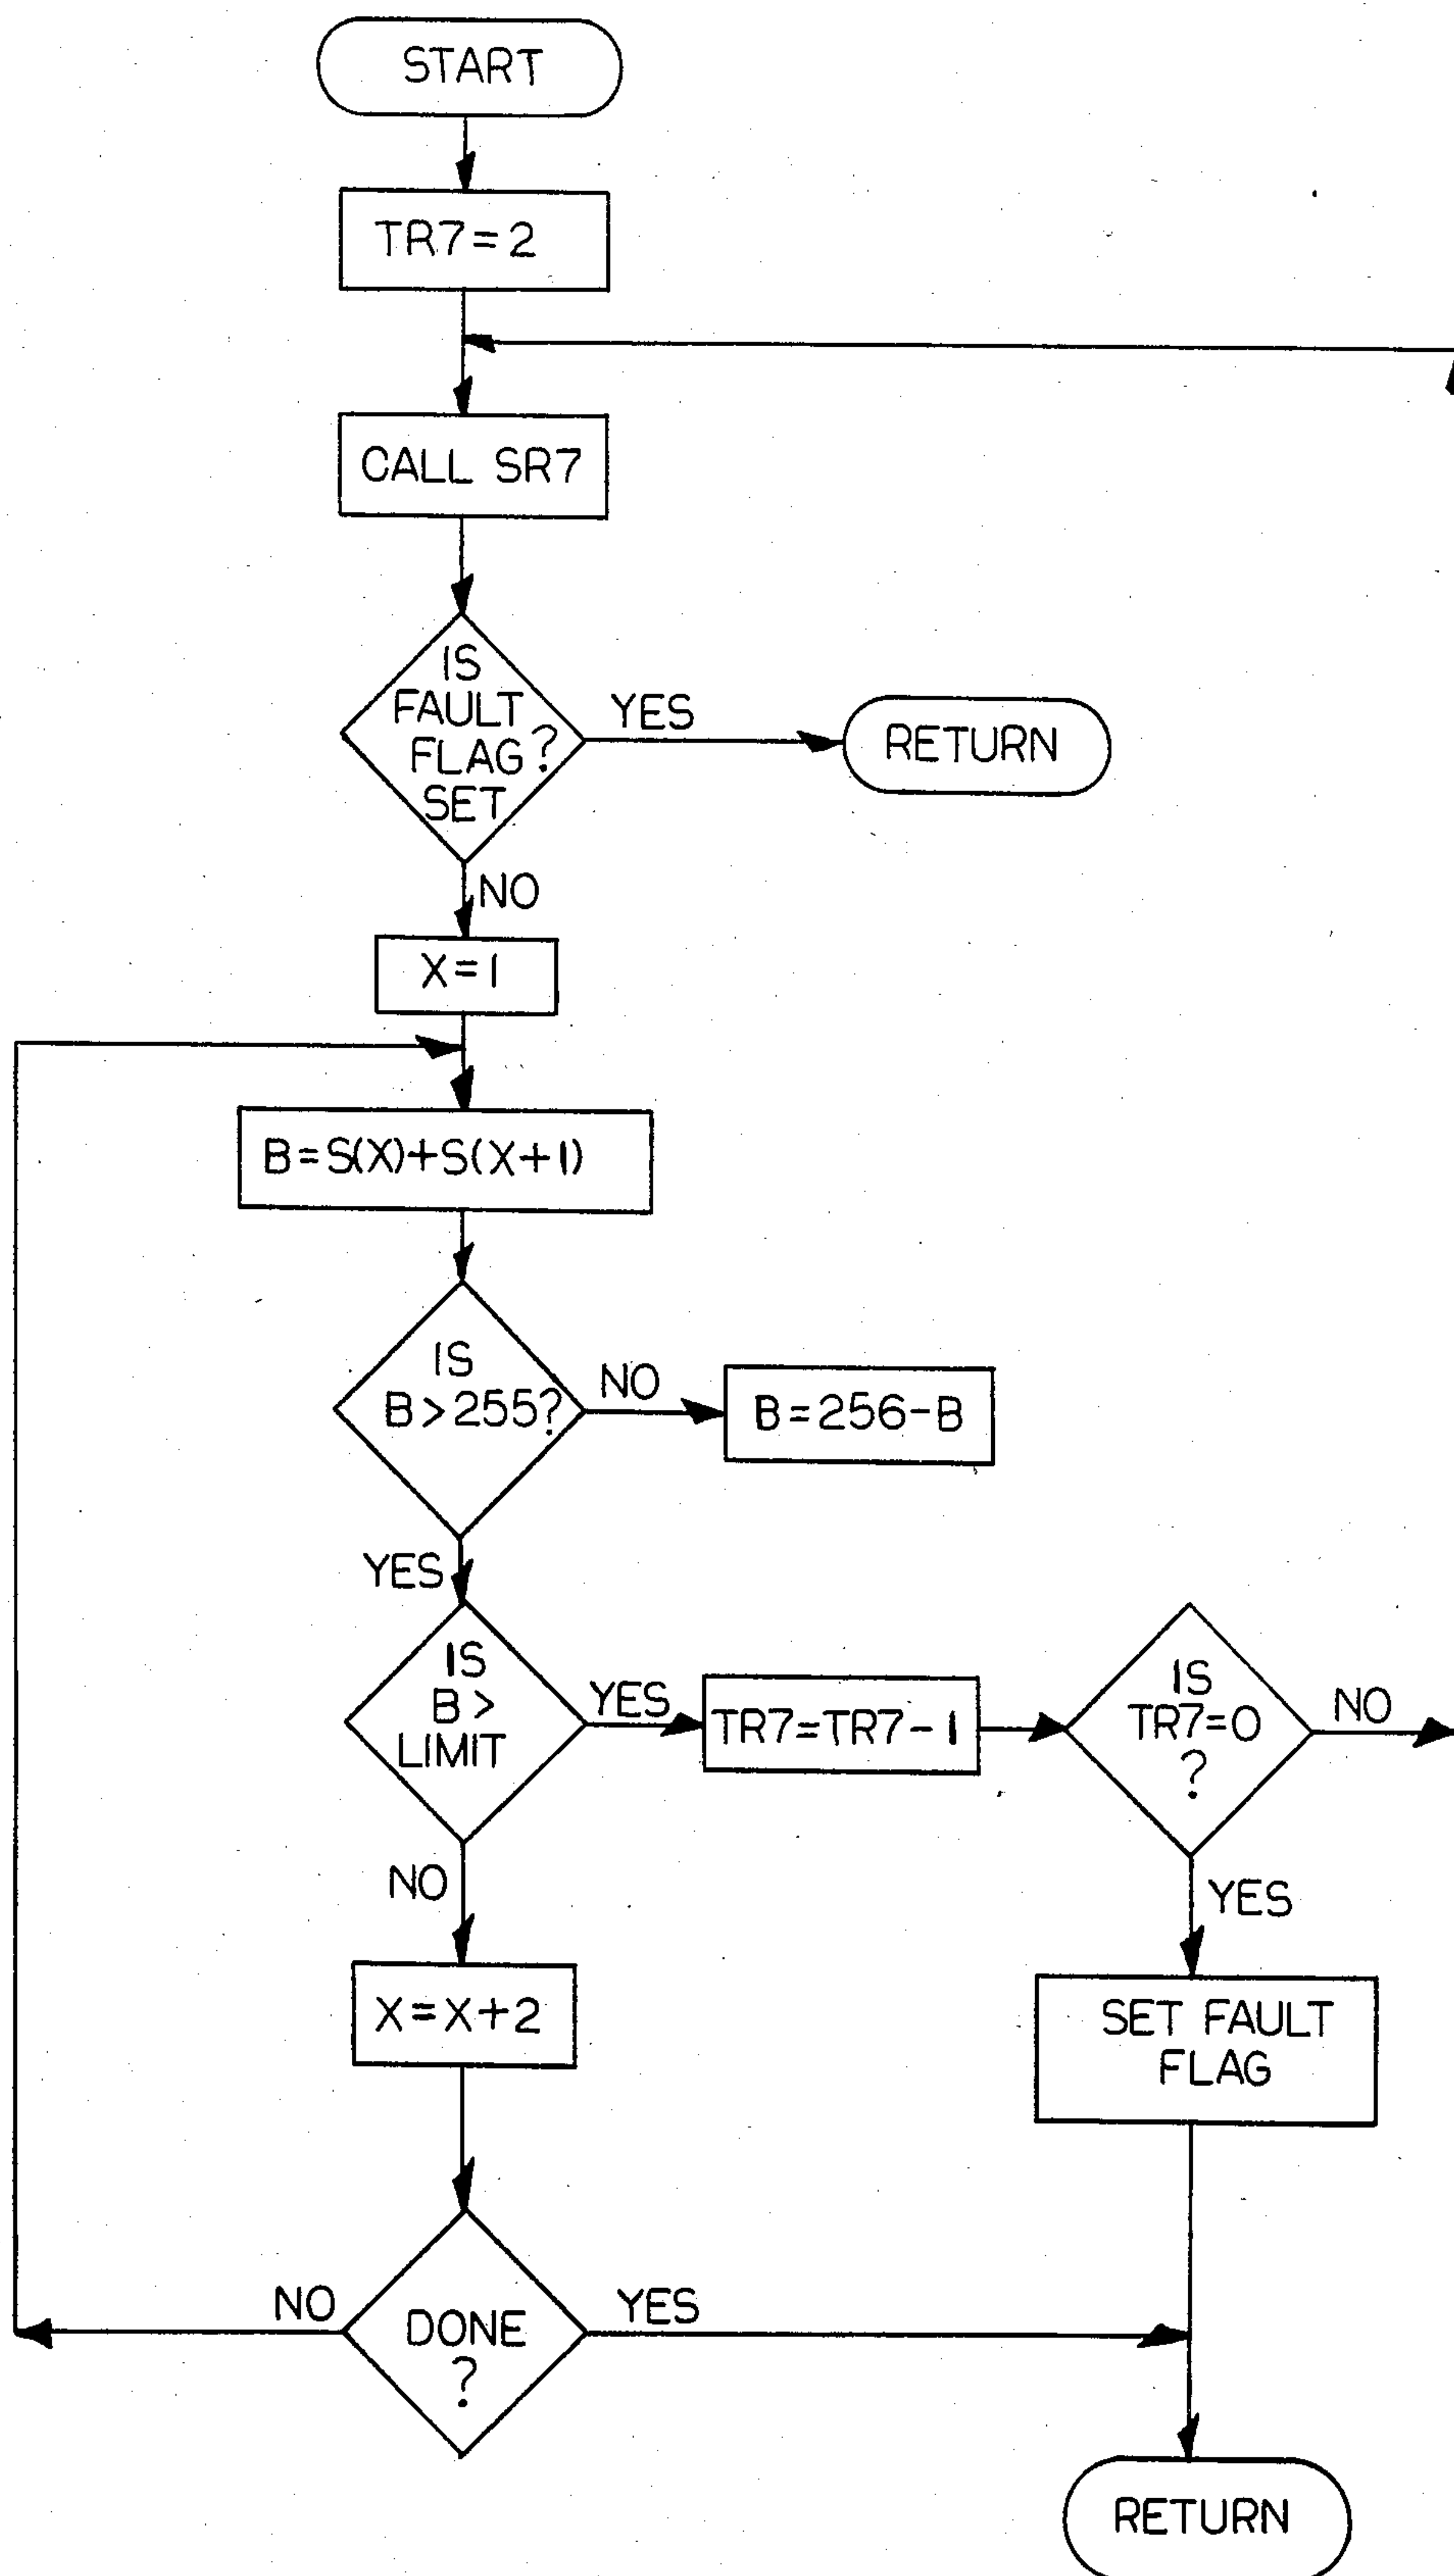 START
TR7=2
CALL SR7
IS
FAULT
FLAG?
SET
YES
RETURN
NO
X=1
B=S(X)+S(X+1)
IS
B>255?
NO
B=256-B
YES
IS
B>
LIMIT
YES
TR7=TR7-1
IS
TR7=0
?
NO
NO
YES
X=X+2
SET FAULT
FLAG
NO
DONE
?
YES
RETURN